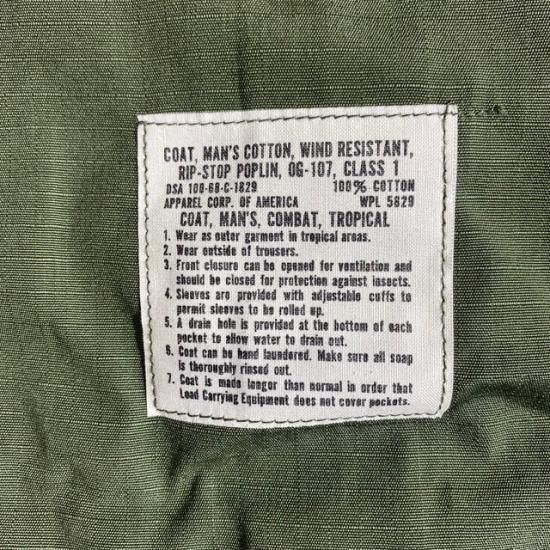 COAT, MAN'S COTTON, WIND RESISTANT,
RIP-STOP POPLIN, OG-107, CLASS 1
DSA 100-68-C-1829 100% COTTON
APPAREL CORP. OF AMERICA WPL 5829
COAT, MAN'S, COMBAT, TROPICAL
1. Wear as outer garment in tropical areas.
2. Wear outside of trousers.
3. Front closure can be opened for ventilation and
should be closed for protection against insects.
4. Sleeves are provided with adjustable cuffs to
permit sleeves to be rolled up.
5. A drain hole is provided at the bottom of each
pocket to allow water to drain out.
6. Coat can be hand laundered. Make sure all soap
is thoroughly rinsed out.
7. Coat is made longer than normal in order that
Load Carrying Equipment does not cover pockets.